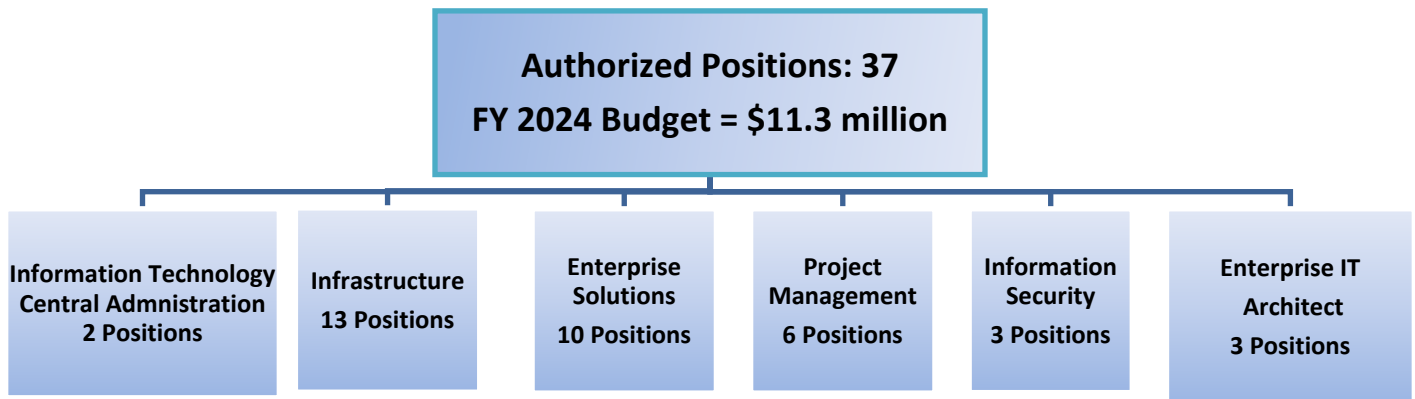 Authorized Positions: 37
FY 2024 Budget = $11.3 million
Information Technology
Central Admnistration
2 Positions
Infrastructure
13 Positions
Enterprise
Solutions
10 Positions
Project
Management
6 Positions
Information
Security
3 Positions
Enterprise IT
Architect
3 Positions